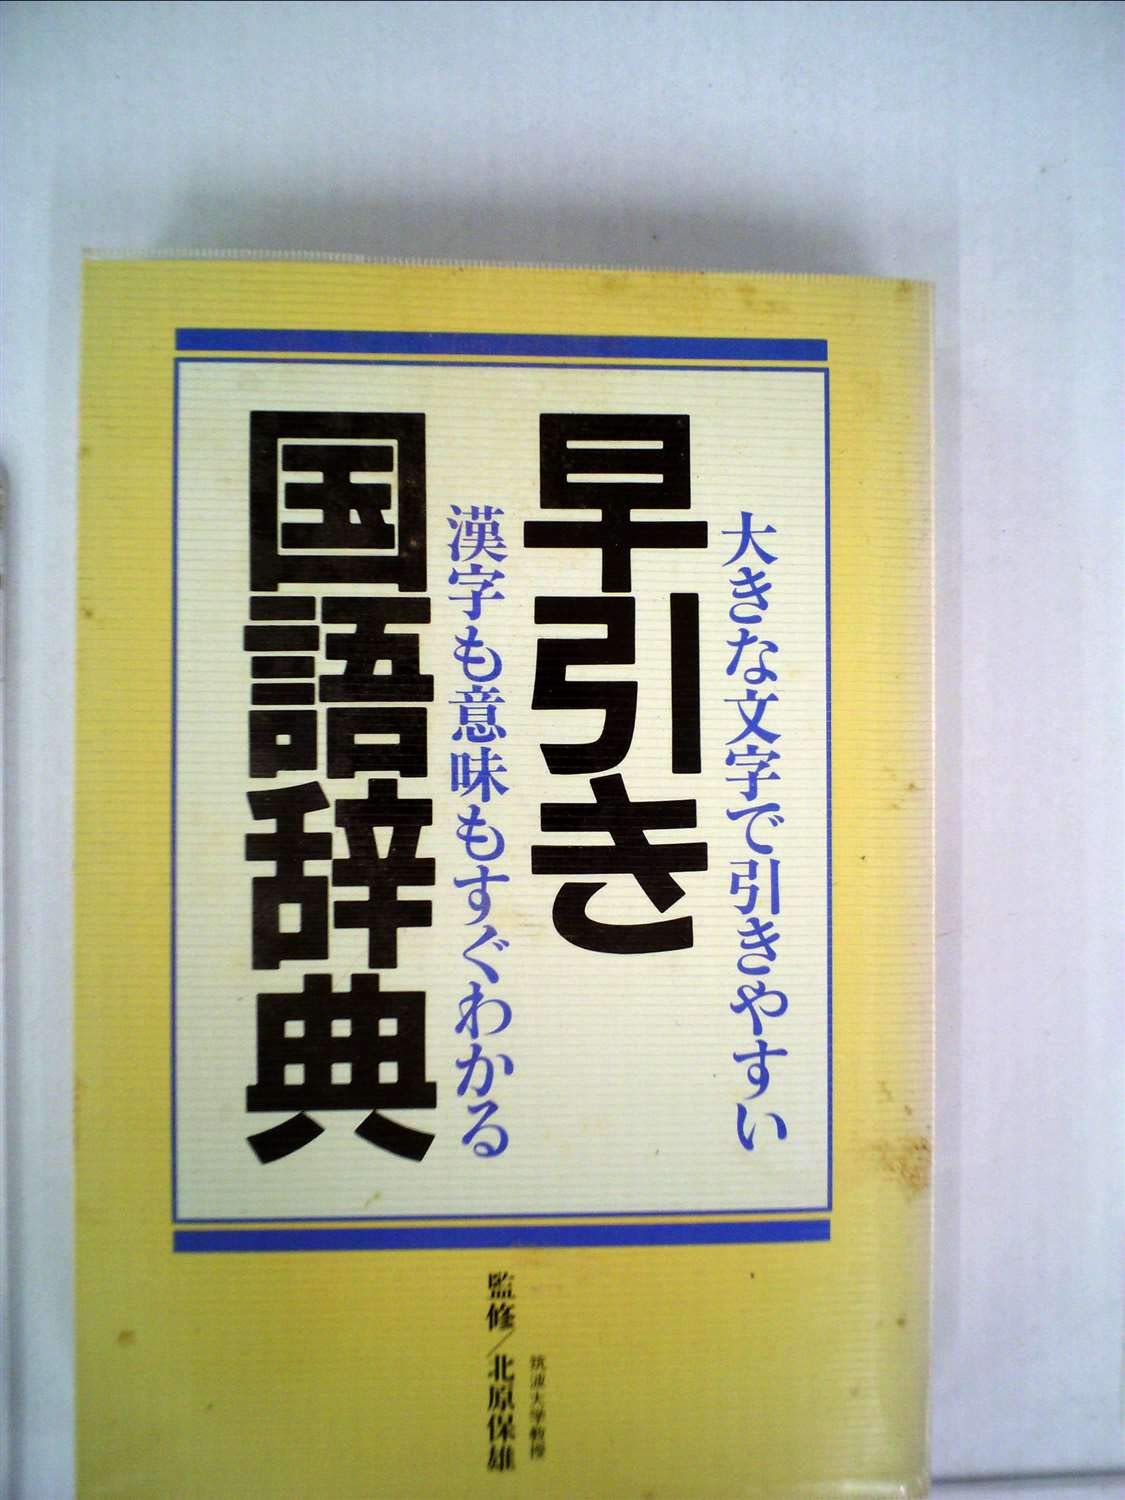 大きな文字で引きやすい
早引き
漢字も意味もすぐわかる
国語辞典
筑波大学教授
監修／北原保雄